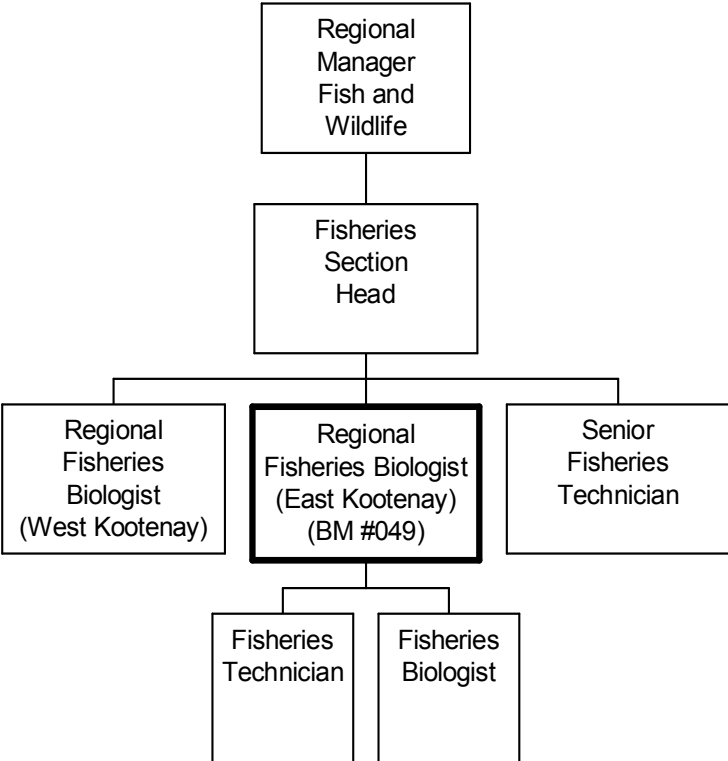 Regional
Manager
Fish and
Wildlife
Fisheries
Section
Head
Regional
Fisheries
Biologist
(West Kootenay)
Regional
Fisheries Biologist
(East Kootenay)
(BM #049)
Senior
Fisheries
Technician
Fisheries
Technician
Fisheries
Biologist